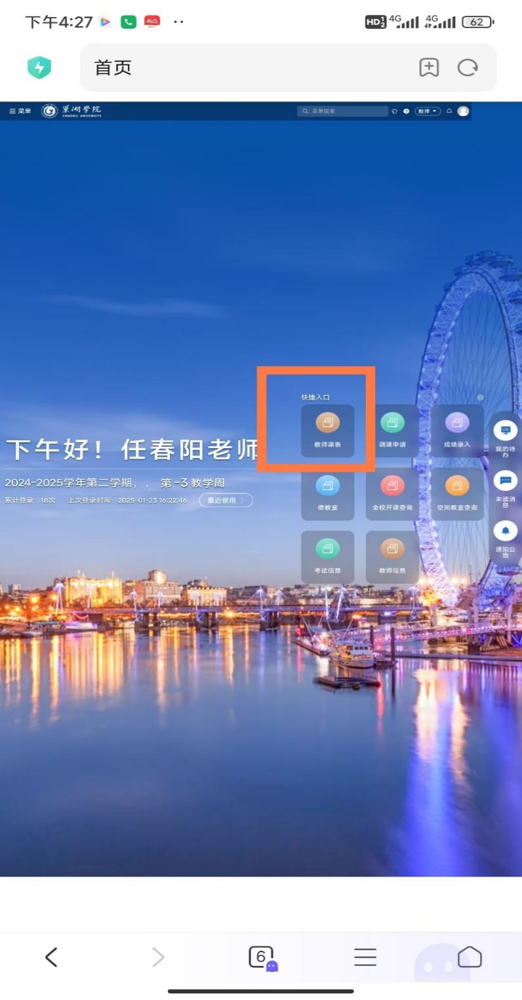 下午4:27
HD 1 2 4G 4G 62
首页
菜单 巢湖学院 菜单搜索 教师
CHAOHU UNIVERSITY
快捷入口
教师课表 调课申请 成绩录入
下午好！任春阳老师
我的待办
2024-2025学年第二学期，, 第-3教学周
累计登录：18次 上次登录时间：2025-01-23 16:22:46 最近使用
借教室 全校开课查询 空闲教室查询
未读消息
通知公告
考试信息 教师信息
6